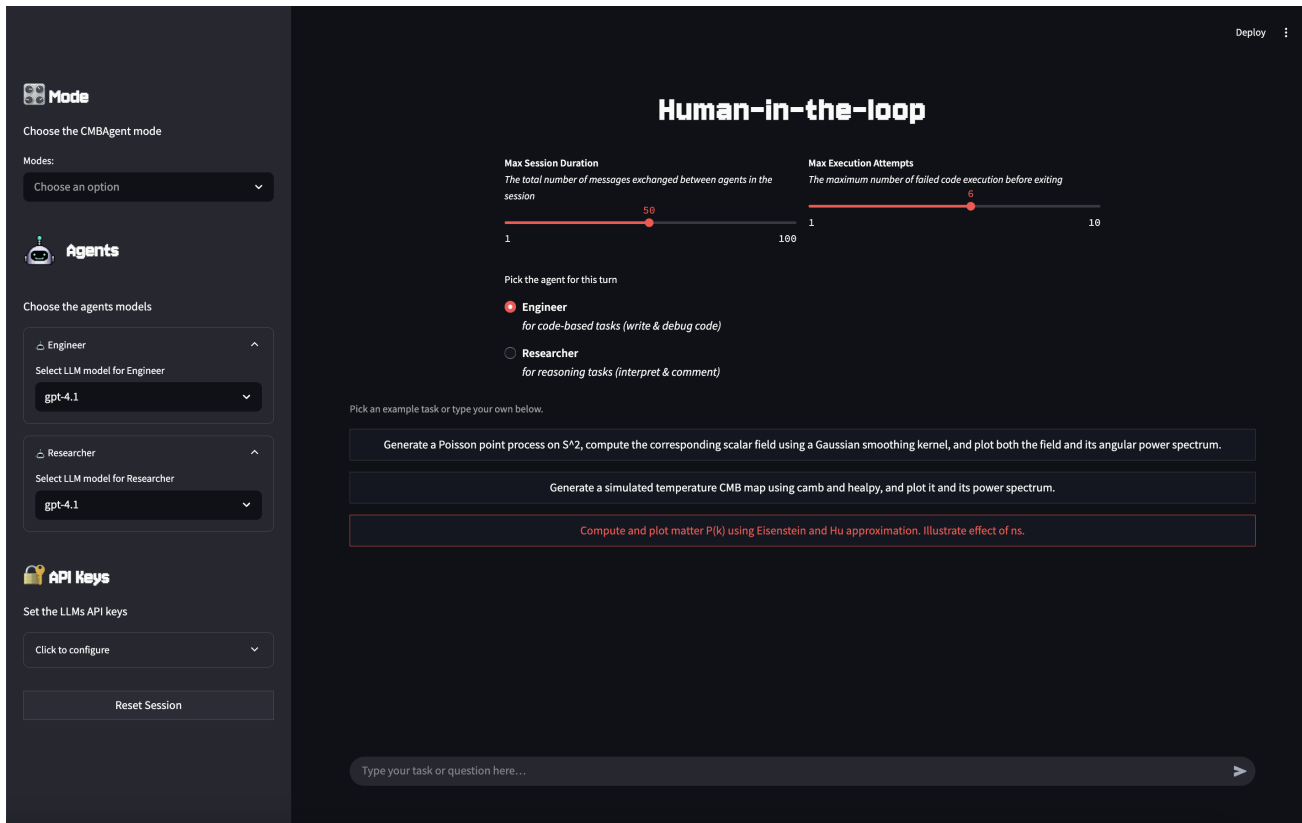 Deploy
Mode
Choose the CMBAgent mode
Modes:
Choose an option
Agents
Choose the agents models
Engineer
Select LLM model for Engineer
gpt-4.1
Researcher
Select LLM model for Researcher
gpt-4.1
API Keys
Set the LLMs API keys
Click to configure
Reset Session
Human-in-the-loop
Max Session Duration
The total number of messages exchanged between agents in the
session
50
1
100
Max Execution Attempts
The maximum number of failed code execution before exiting
6
1
10
Pick the agent for this turn
Engineer
for code-based tasks (write & debug code)
Researcher
for reasoning tasks (interpret & comment)
Pick an example task or type your own below.
Generate a Poisson point process on S^2, compute the corresponding scalar field using a Gaussian smoothing kernel, and plot both the field and its angular power spectrum.
Generate a simulated temperature CMB map using camb and healpy, and plot it and its power spectrum.
Compute and plot matter P(k) using Eisenstein and Hu approximation. Illustrate effect of ns.
Type your task or question here...